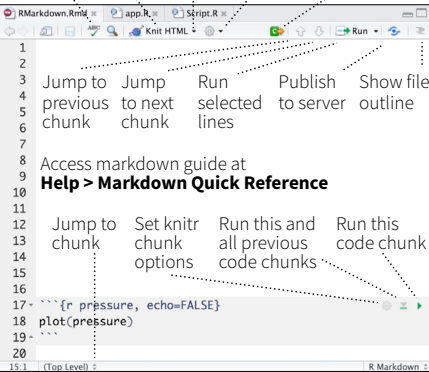 RMarkdown.Rmd app.R Script.R
ABC Knit HTML Run
1
2
3 Jump to Jump Run Publish Show file
4 previous to next selected to server outline
5 chunk chunk lines
6
7
8 Access markdown guide at
9 Help > Markdown Quick Reference
10
11
12 Jump to Set knitr Run this and Run this
13 chunk chunk all previous code chunk
14 options code chunks
15
16
17 ```{r pressure, echo=FALSE}
18 plot(pressure)
19 ```
20
15:1 (Top Level) R Markdown